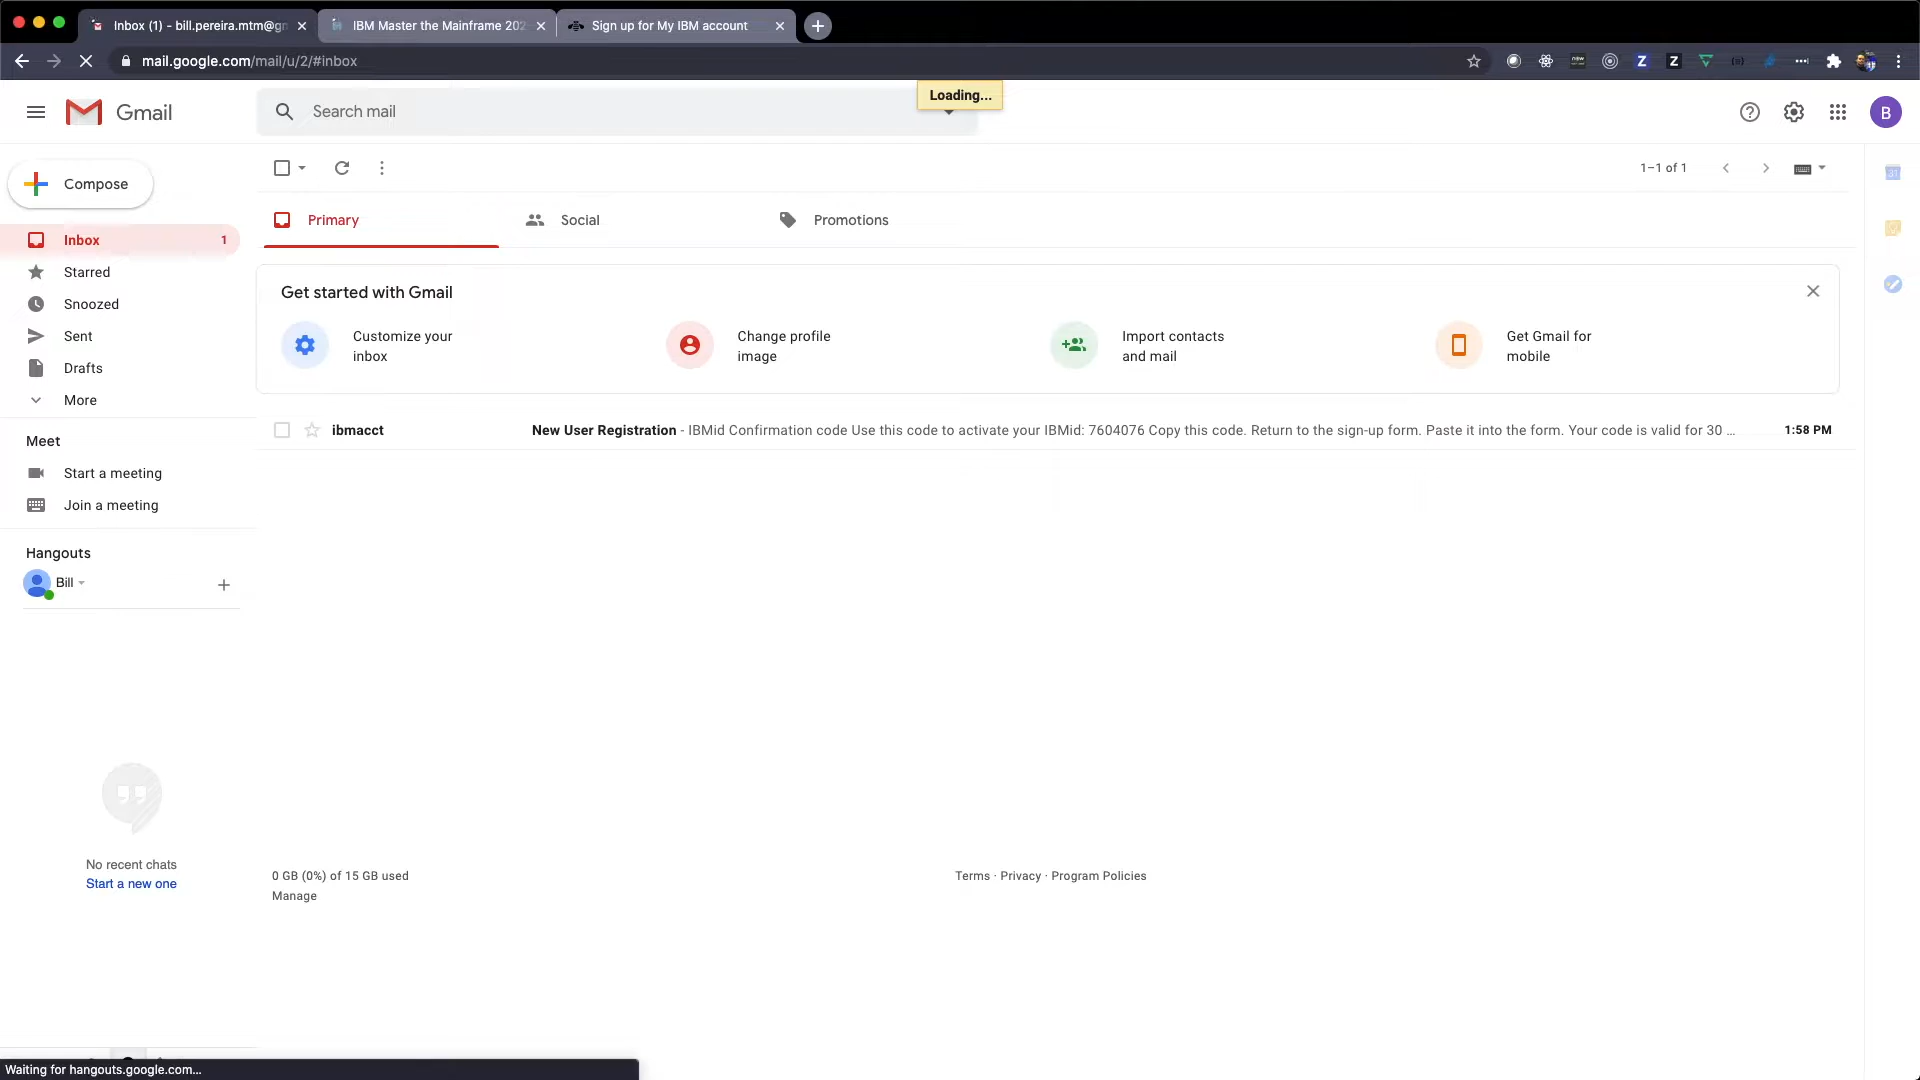 Inbox (1) - bill.pereira.mtm@gm
IBM Master the Mainframe 202
Sign up for My IBM account
mail.google.com/mail/u/2/#inbox
Loading...
Gmail
Search mail
B
Compose
1–1 of 1
31
Primary
Social
Promotions
Inbox
1
Starred
Snoozed
Sent
Drafts
More
Get started with Gmail
Customize your
inbox
Change profile
image
Import contacts
and mail
Get Gmail for
mobile
ibmacct
New User Registration - IBMid Confirmation code Use this code to activate your IBMid: 7604076 Copy this code. Return to the sign-up form. Paste it into the form. Your code is valid for 30 ...
1:58 PM
Meet
Start a meeting
Join a meeting
Hangouts
Bill
No recent chats
Start a new one
0 GB (0%) of 15 GB used
Manage
Terms · Privacy · Program Policies
Waiting for hangouts.google.com...